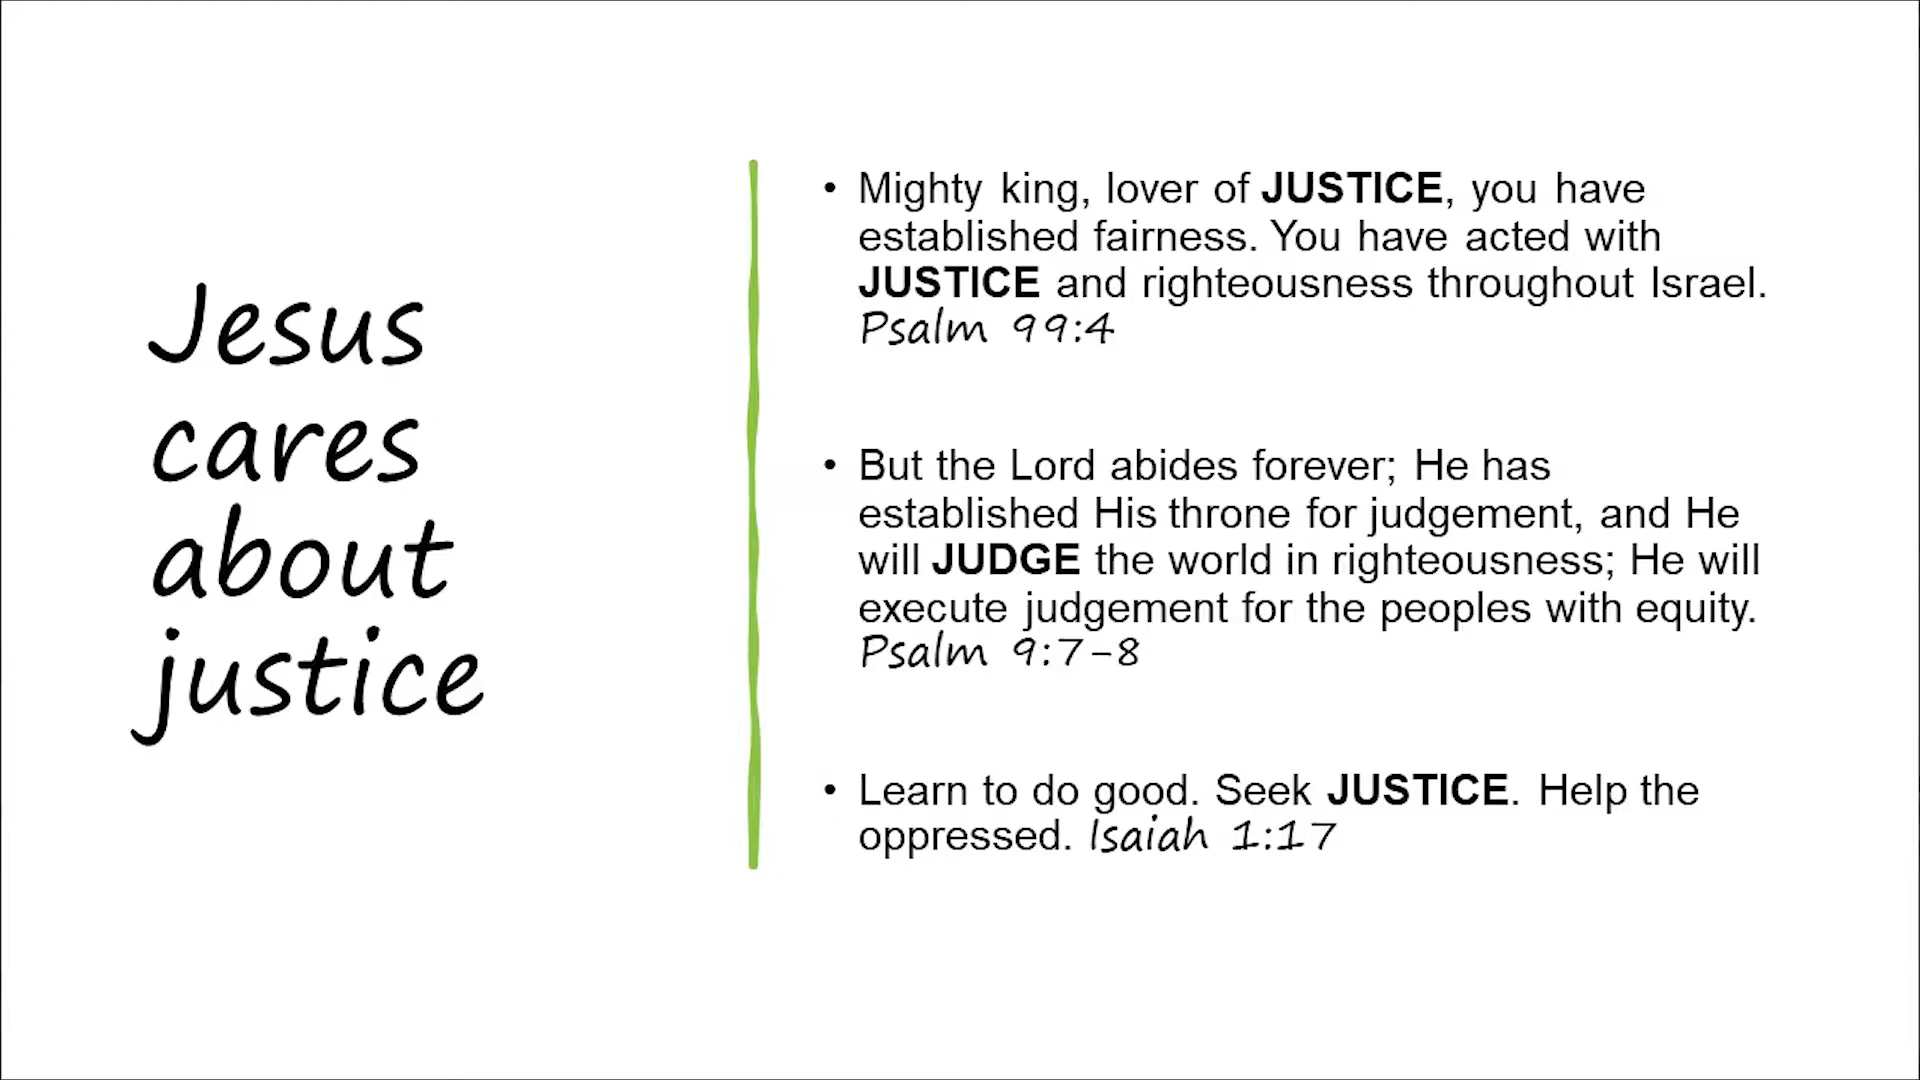 Jesus
cares
about
justice
• Mighty king, lover of JUSTICE, you have
established fairness. You have acted with
JUSTICE and righteousness throughout Israel.
Psalm 99:4
• But the Lord abides forever; He has
established His throne for judgement, and He
will JUDGE the world in righteousness; He will
execute judgement for the peoples with equity.
Psalm 9:7-8
• Learn to do good. Seek JUSTICE. Help the
oppressed. Isaiah 1:17